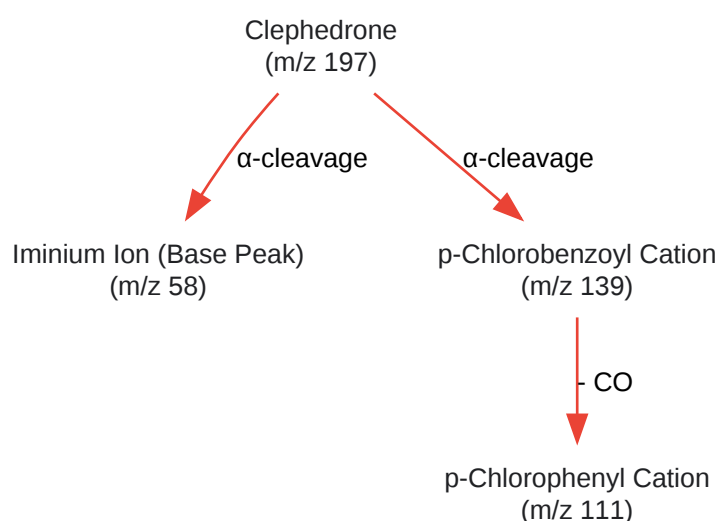 Clephedrone
(m/z 197)
α-cleavage
α-cleavage
Iminium Ion (Base Peak)
(m/z 58)
p-Chlorobenzoyl Cation
(m/z 139)
- CO
p-Chlorophenyl Cation
(m/z 111)